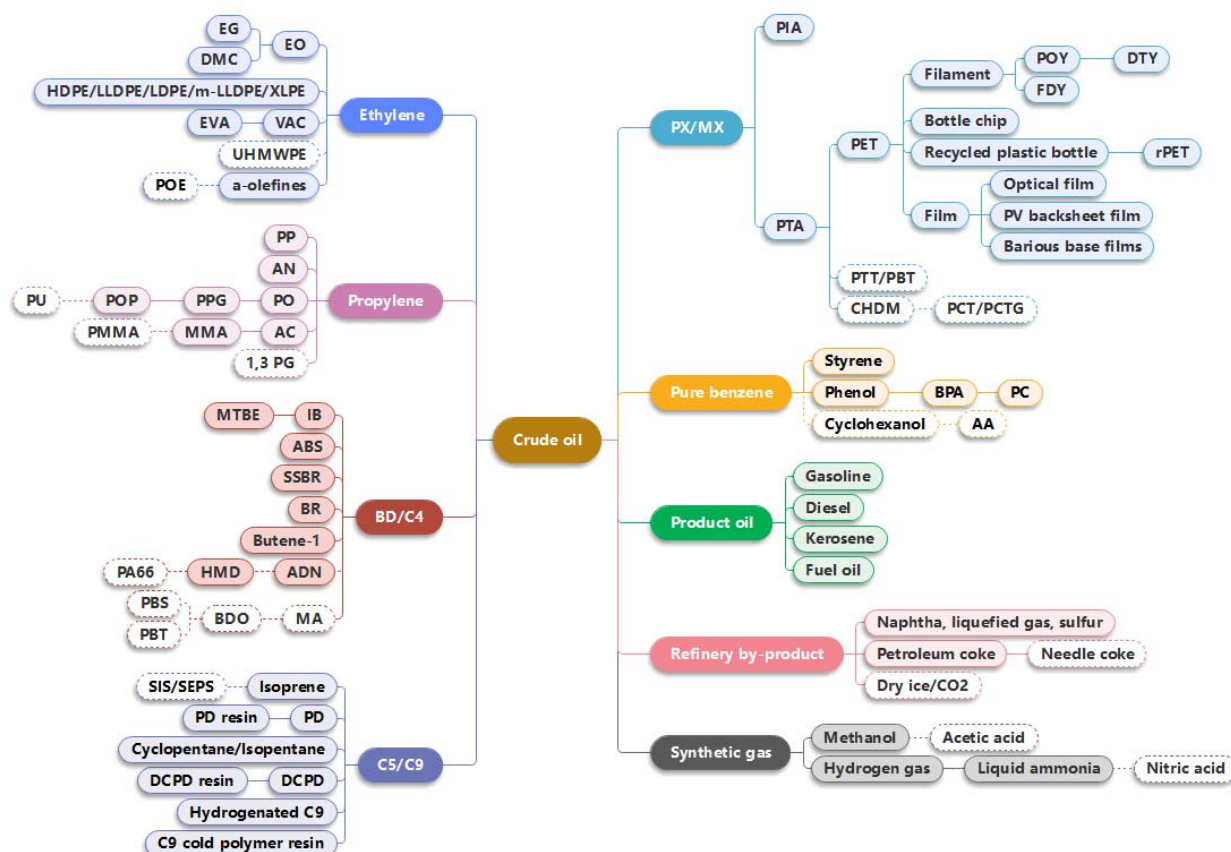 EG
EO
DMC
HDPE/LLDPE/LDPE/m-LLDPE/XLPE
Ethylene
EVA
VAC
UHMWPE
POE
a-olefines
PP
AN
PU
POP
PPG
PO
Propylene
PMMA
MMA
AC
1,3 PG
MTBE
IB
ABS
SSBR
BR
BD/C4
Butene-1
PA66
HMD
ADN
PBS
BDO
MA
PBT
SIS/SEPS
Isoprene
PD resin
PD
Cyclopentane/Isopentane
C5/C9
DCPD resin
DCPD
Hydrogenated C9
C9 cold polymer resin
Crude oil
PX/MX
PIA
PTA
PET
Filament
POY
DTY
FDY
Bottle chip
Recycled plastic bottle
rPET
Film
Optical film
PV backsheet film
Barious base films
PTT/PBT
CHDM
PCT/PCTG
Pure benzene
Styrene
Phenol
BPA
PC
Cyclohexanol
AA
Product oil
Gasoline
Diesel
Kerosene
Fuel oil
Refinery by-product
Naphtha, liquefied gas, sulfur
Petroleum coke
Needle coke
Dry ice/CO2
Synthetic gas
Methanol
Acetic acid
Hydrogen gas
Liquid ammonia
Nitric acid